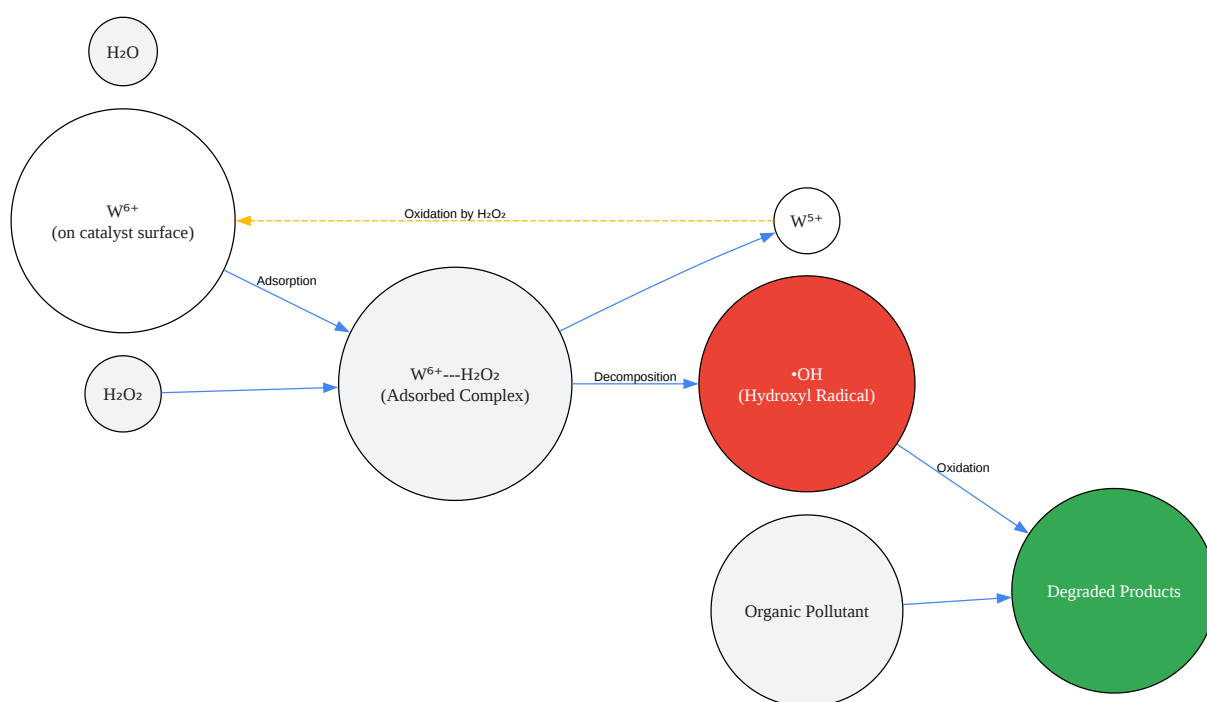 H₂O
W⁶⁺
(on catalyst surface)
Oxidation by H₂O₂
W⁵⁺
Adsorption
H₂O₂
W⁶⁺---H₂O₂
(Adsorbed Complex)
Decomposition
•OH
(Hydroxyl Radical)
Oxidation
Organic Pollutant
Degraded Products